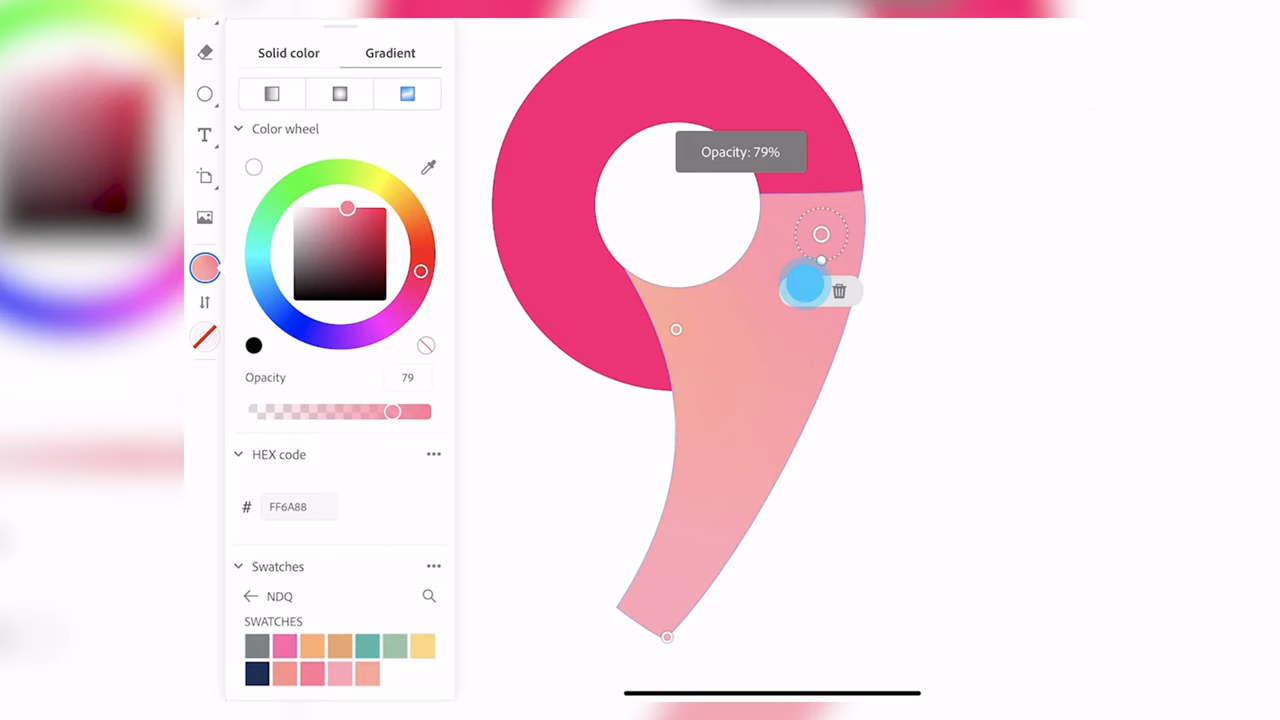 Solid color
Gradient
Color wheel
Opacity
79
HEX code
# FF6A88
Swatches
NDQ
SWATCHES
Opacity: 79%